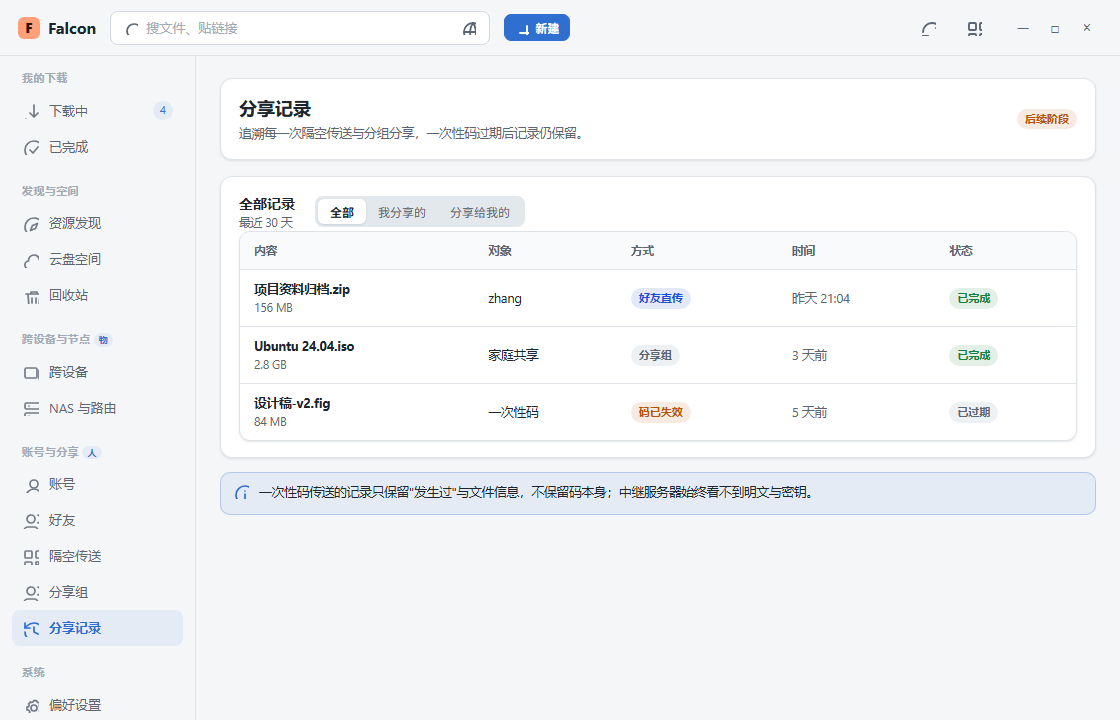 F Falcon
搜文件、贴链接
新建
我的下载
下载中 4
已完成
发现与空间
资源发现
云盘空间
回收站
跨设备与节点 物
跨设备
NAS 与路由
账号与分享 人
账号
好友
隔空传送
分享组
分享记录
系统
偏好设置
分享记录
追溯每一次隔空传送与分组分享，一次性码过期后记录仍保留。
后续阶段
全部记录
最近 30 天
全部 我分享的 分享给我的
内容 对象 方式 时间 状态
项目资料归档.zip
156 MB
zhang 好友直传 昨天 21:04 已完成
Ubuntu 24.04.iso
2.8 GB
家庭共享 分享组 3 天前 已完成
设计稿-v2.fig
84 MB
一次性码 码已失效 5 天前 已过期
一次性码传送的记录只保留"发生过"与文件信息，不保留码本身；中继服务器始终看不到明文与密钥。